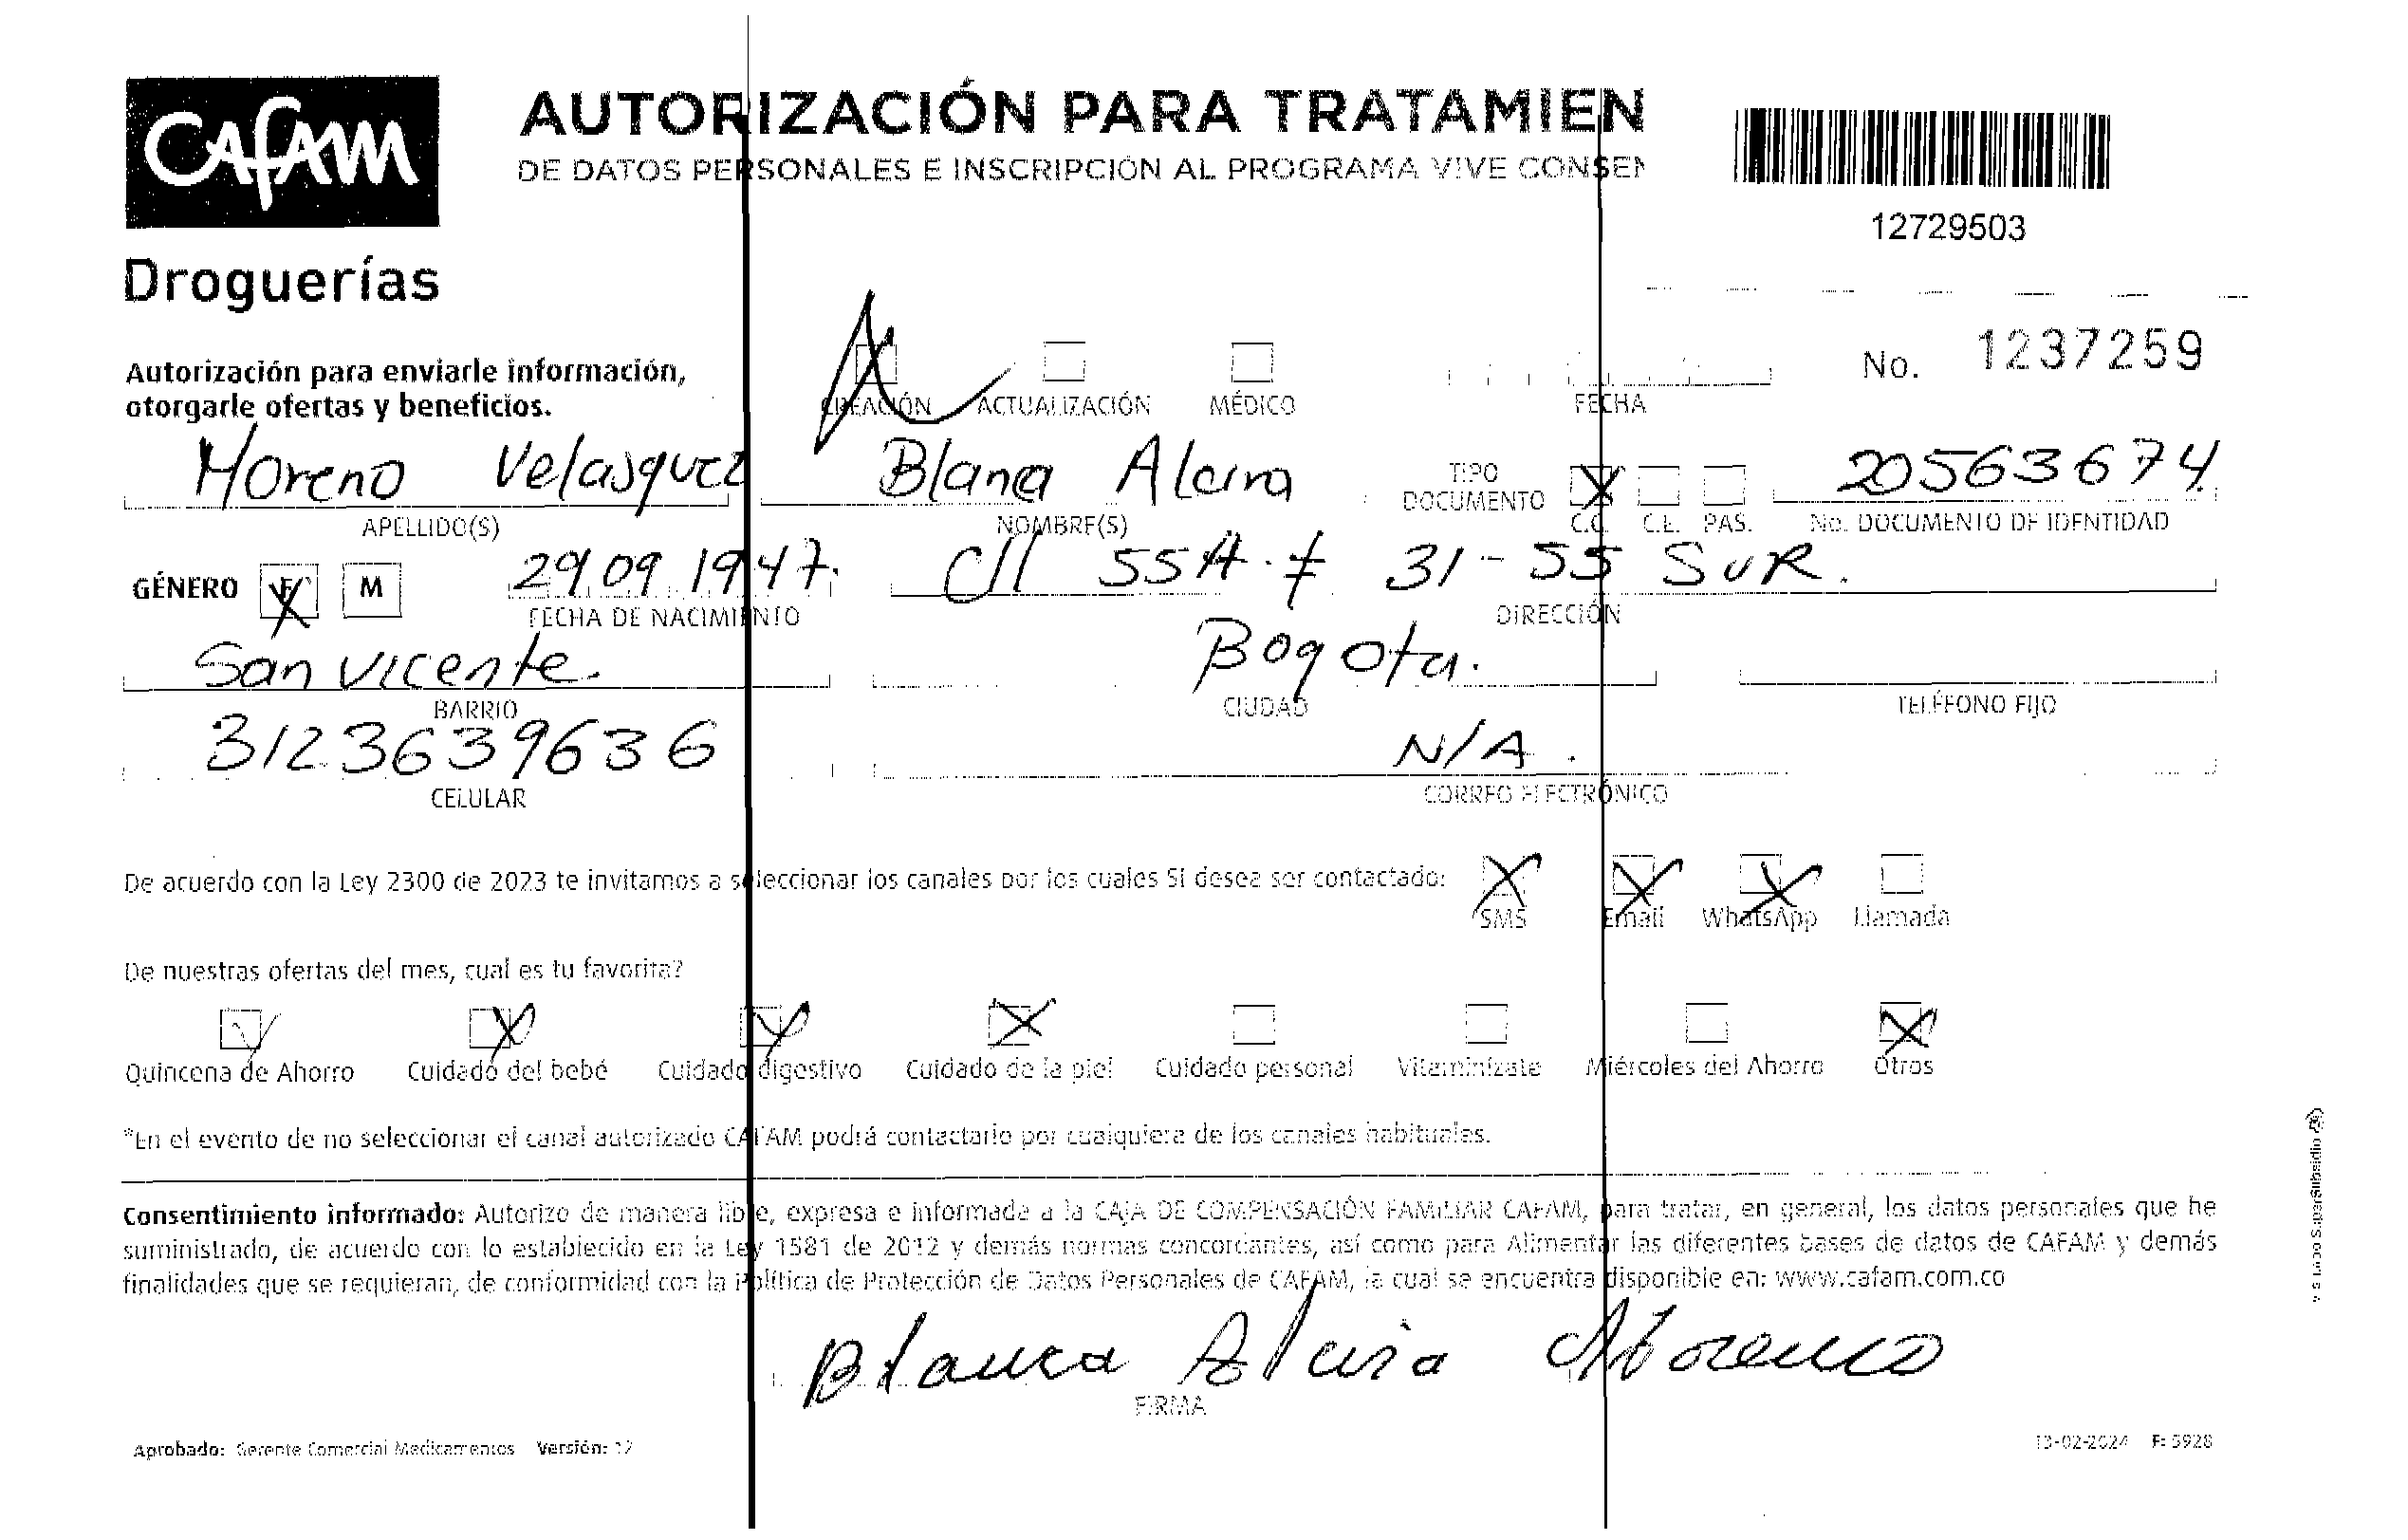 CAFAM
Droguerías
AUTORIZACIÓN PARA TRATAMIEN
DE DATOS PERSONALES E INSCRIPCIÓN AL PROGRAMA VIVE CONSEN
12729503
Autorización para enviarle información,
otorgarle ofertas y beneficios.
CREACIÓN ACTUALIZACIÓN MÉDICO
FECHA
No. 1237259
Moreno Velasquez Blanca Alcira
TIPO DOCUMENTO X 20563674
APELLIDO(S) NOMBRE(S) C.C. C.E. PAS. No. DOCUMENTO DE IDENTIDAD
GÉNERO F M 29 09 1947. Cll 55A # 31-55 SUR.
FECHA DE NACIMIENTO DIRECCIÓN
San vicente. Bogota.
BARRIO CIUDAD TELÉFONO FIJO
3123639636 N/A.
CELULAR CORREO ELECTRÓNICO
De acuerdo con la Ley 2300 de 2023 te invitamos a seleccionar los canales por los cuales SI desea ser contactado:
SMS Email WhatsApp Llamada
De nuestras ofertas del mes, cual es tu favorita?
Quincena de Ahorro Cuidado del bebé Cuidado digestivo Cuidado de la piel Cuidado personal Vitamínizate Miércoles del Ahorro Otros
*En el evento de no seleccionar el canal autorizado CAFAM podrá contactarlo por cualquiera de los canales habituales.
Consentimiento informado: Autorizo de manera libre, expresa e informada a la CAJA DE COMPENSACIÓN FAMILIAR CAFAM, para tratar, en general, los datos personales que he
suministrado, de acuerdo con lo establecido en la Ley 1581 de 2012 y demás normas concordantes, así como para Alimentar las diferentes bases de datos de CAFAM y demás
finalidades que se requieran, de conformidad con la Política de Protección de Datos Personales de CAFAM, la cual se encuentra disponible en: www.cafam.com.co
Blanca Alcira Moreno
FIRMA
Aprobado: Gerente Comercial Medicamentos Versión: 12
13-02-2024 F: 5928
SuperSubsidio